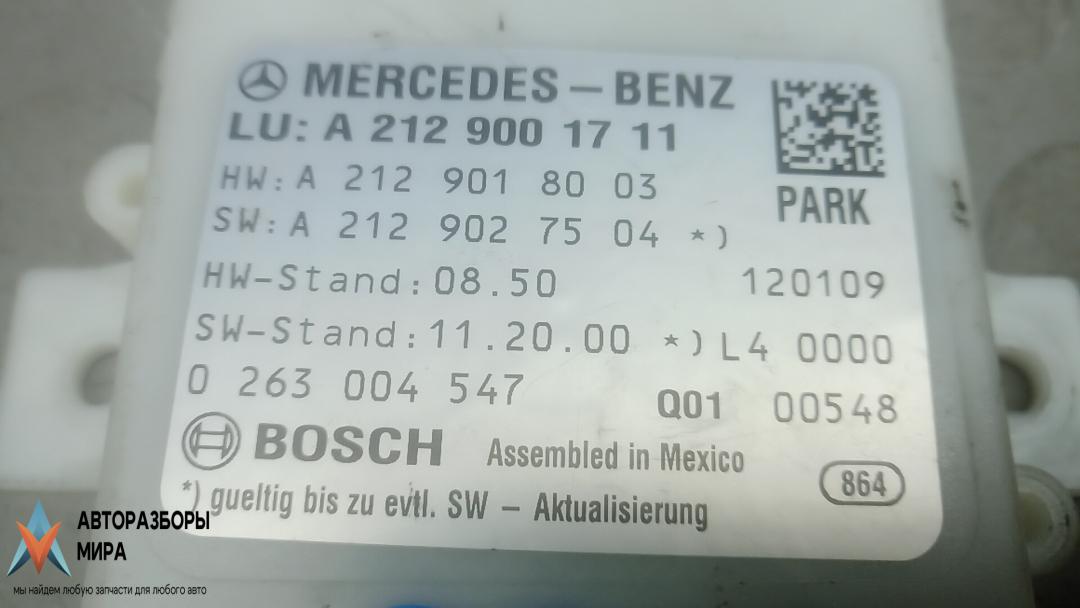 MERCEDES – BENZ
LU: A 212 900 17 11
HW: A 212 901 80 03
PARK
SW: A 212 902 75 04 *)
HW-Stand: 08.50 120109
SW-Stand: 11.20.00 *) L4 0000
0 263 004 547 Q01 00548
BOSCH Assembled in Mexico
864
*) gueltig bis zu evtl. SW – Aktualisierung
АВТОРАЗБОРЫ
МИРА
мы найдем любую запчасти для любого авто